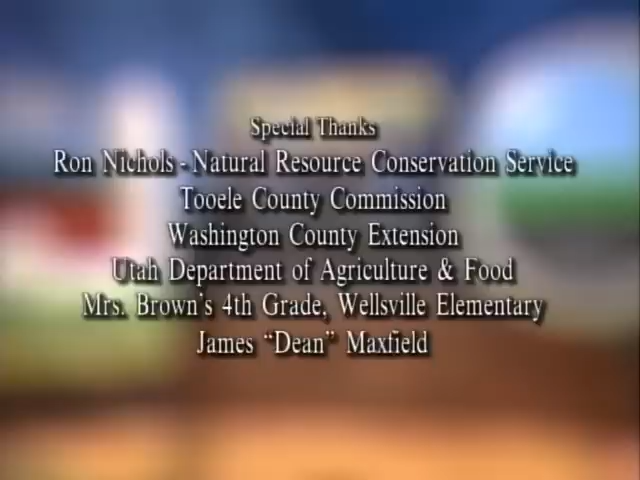 Special Thanks
Ron Nichols - Natural Resource Conservation Service
Tooele County Commission
Washington County Extension
Utah Department of Agriculture & Food
Mrs. Brown's 4th Grade, Wellsville Elementary
James “Dean” Maxfield